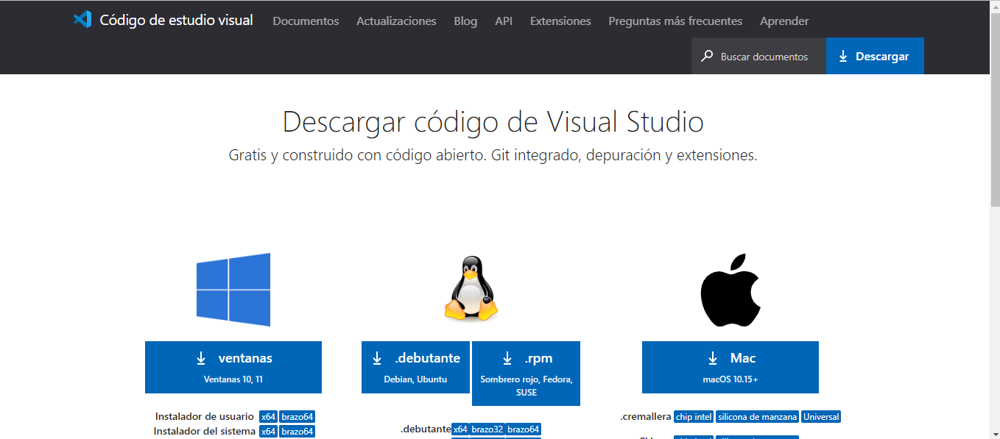 Código de estudio visual Documentos Actualizaciones Blog API Extensiones Preguntas más frecuentes Aprender
Buscar documentos Descargar
Descargar código de Visual Studio
Gratis y construido con código abierto. Git integrado, depuración y extensiones.
ventanas
Ventanas 10, 11
.debutante
Debian, Ubuntu
.rpm
Sombrero rojo, Fedora,
SUSE
Mac
macOS 10.15+
Instalador de usuario x64 brazo64
Instalador del sistema x64 brazo64
.debutante x64 brazo32 brazo64
.cremallera chip intel silicona de manzana Universal